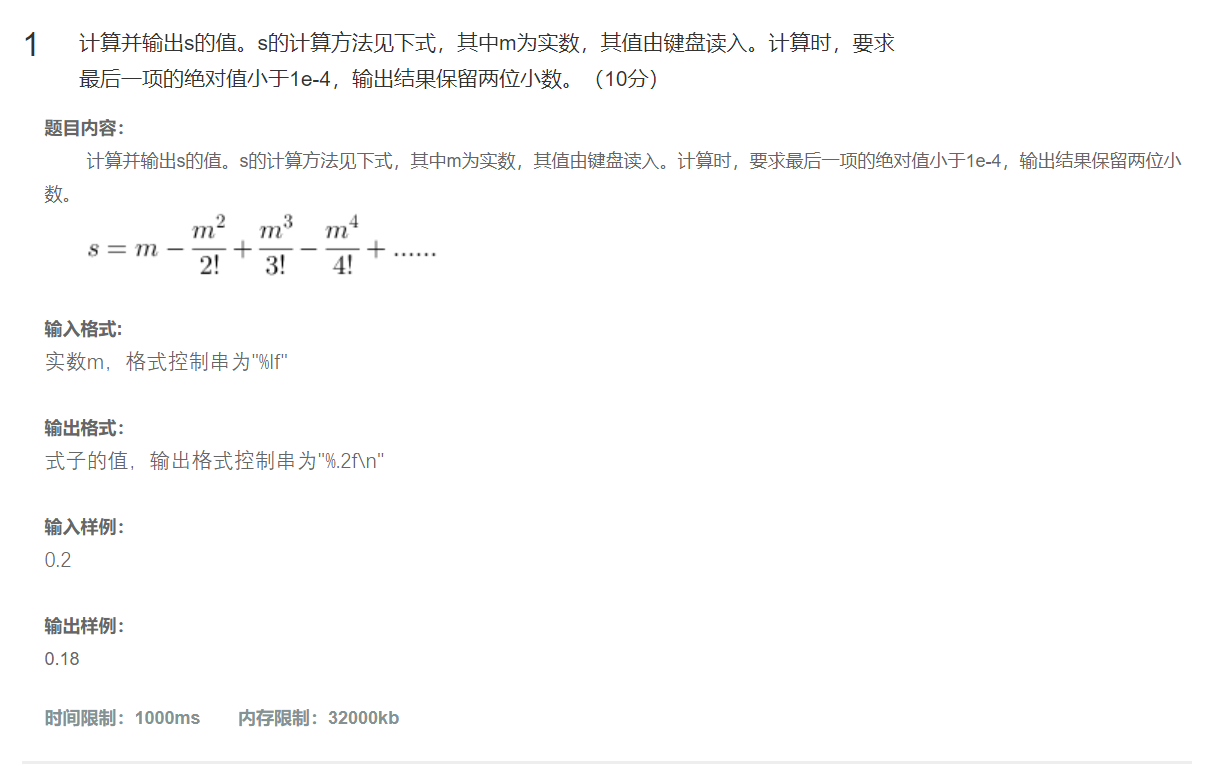 1 计算并输出s的值。s的计算方法见下式，其中m为实数，其值由键盘读入。计算时，要求
最后一项的绝对值小于1e-4，输出结果保留两位小数。（10分）
题目内容：
计算并输出s的值。s的计算方法见下式，其中m为实数，其值由键盘读入。计算时，要求最后一项的绝对值小于1e-4，输出结果保留两位小
数。
s = m − m^2/2! + m^3/3! − m^4/4! + ……
输入格式:
实数m，格式控制串为"%lf"
输出格式：
式子的值，输出格式控制串为"%.2f\n"
输入样例：
0.2
输出样例：
0.18
时间限制：1000ms 内存限制：32000kb